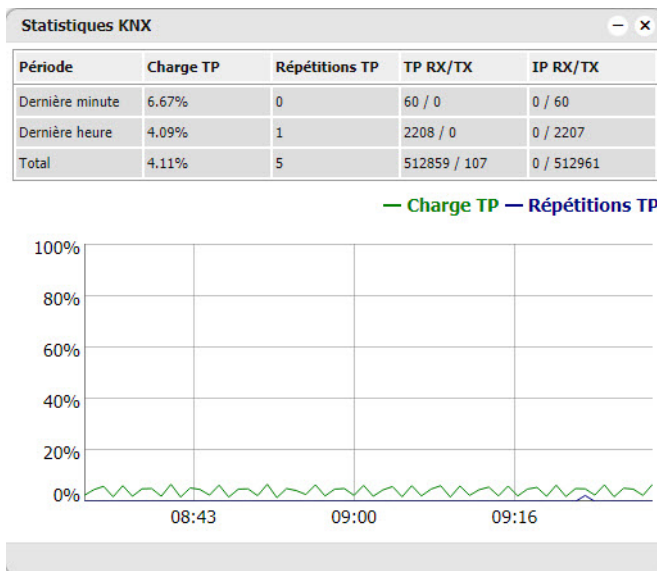 Statistiques KNX
Période Charge TP Répétitions TP TP RX/TX IP RX/TX
Dernière minute 6.67% 0 60 / 0 0 / 60
Dernière heure 4.09% 1 2208 / 0 0 / 2207
Total 4.11% 5 512859 / 107 0 / 512961
Charge TP Répétitions TP
100%
80%
60%
40%
20%
0%
08:43 09:00 09:16